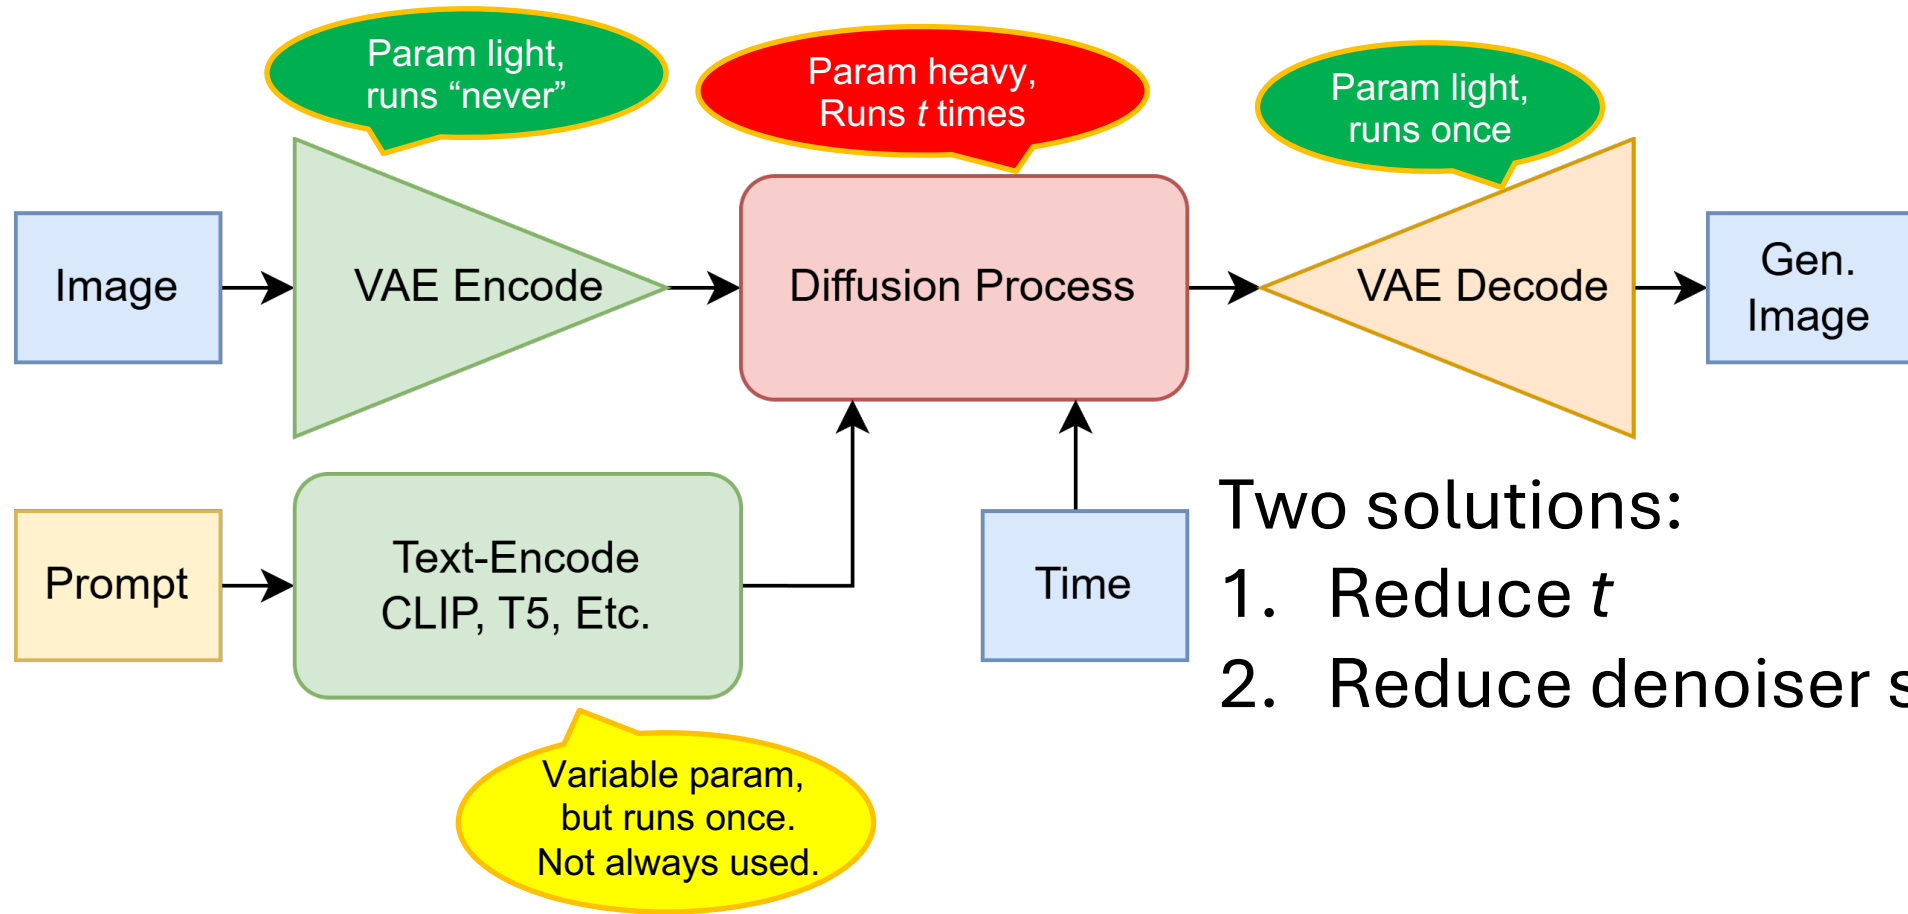 Param light,
runs “never”
Param heavy,
Runs t times
Param light,
runs once
Image
VAE Encode
Diffusion Process
VAE Decode
Gen.
Image
Prompt
Text-Encode
CLIP, T5, Etc.
Time
Two solutions:
1. Reduce t
2. Reduce denoiser s
Variable param,
but runs once.
Not always used.